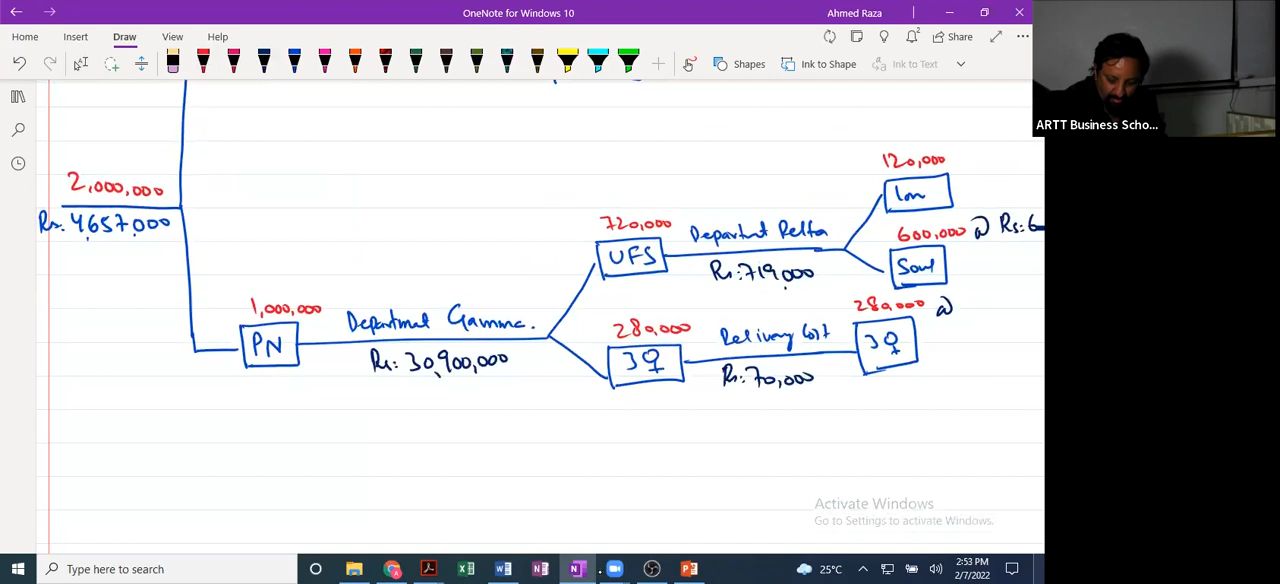 OneNote for Windows 10
Ahmed Raza
Home Insert Draw View Help
Share
Shapes Ink to Shape Ink to Text
ARTT Business Scho...
2,000,000
Rs: 4,657,000
1,000,000
PN
Department Gamma.
Rs: 30,900,000
720,000
UFS
Department Delta
Rs: 719,000
120,000
600,000 @ Rs: 6
Soul
280,000
Delivery Cost
Rs: 70,000
280,000 @
Activate Windows
Go to Settings to activate Windows.
Type here to search
25°C
2:53 PM
2/7/2022